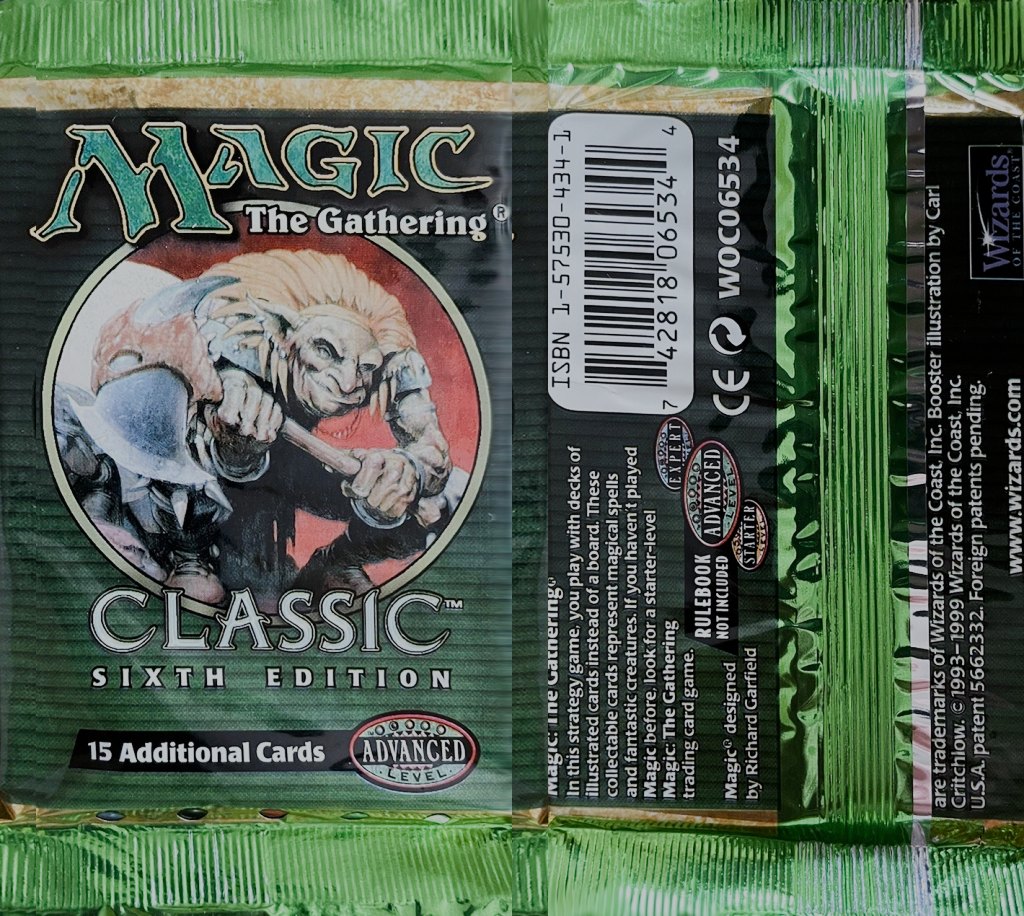 MAGIC
The Gathering®
CLASSIC™
SIXTH EDITION
15 Additional Cards
ADVANCED
LEVEL
ISBN 1-57530-434-1
7 42818 06534 4
CE WOC06534
Magic: The Gathering®
In this strategy game, you play with decks of
illustrated cards instead of a board. These
collectable cards represent magical spells
and fantastic creatures. If you haven't played
Magic before, look for a starter-level
Magic: The Gathering
trading card game.
Magic® designed
by Richard Garfield
EXPERT
ADVANCED
LEVEL
STARTER
RULEBOOK
NOT INCLUDED
Wizards
OF THE COAST®
are trademarks of Wizards of the Coast, Inc. Booster illustration by Carl
Critchlow. © 1993–1999 Wizards of the Coast, Inc.
U.S.A. patent 5662332. Foreign patents pending.
www.wizards.com